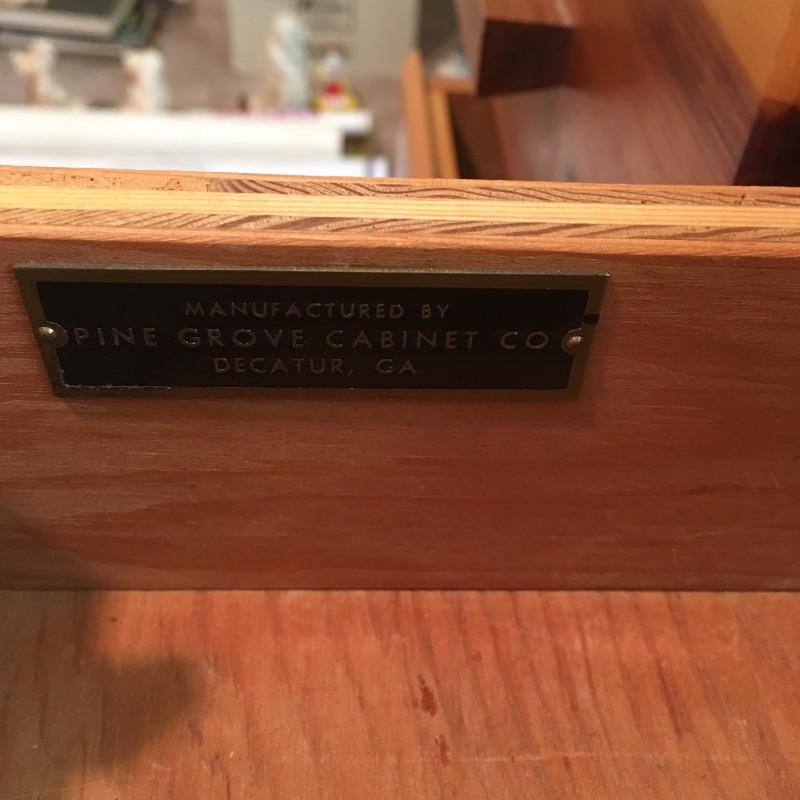 MANUFACTURED BY
PINE GROVE CABINET CO
DECATUR, GA